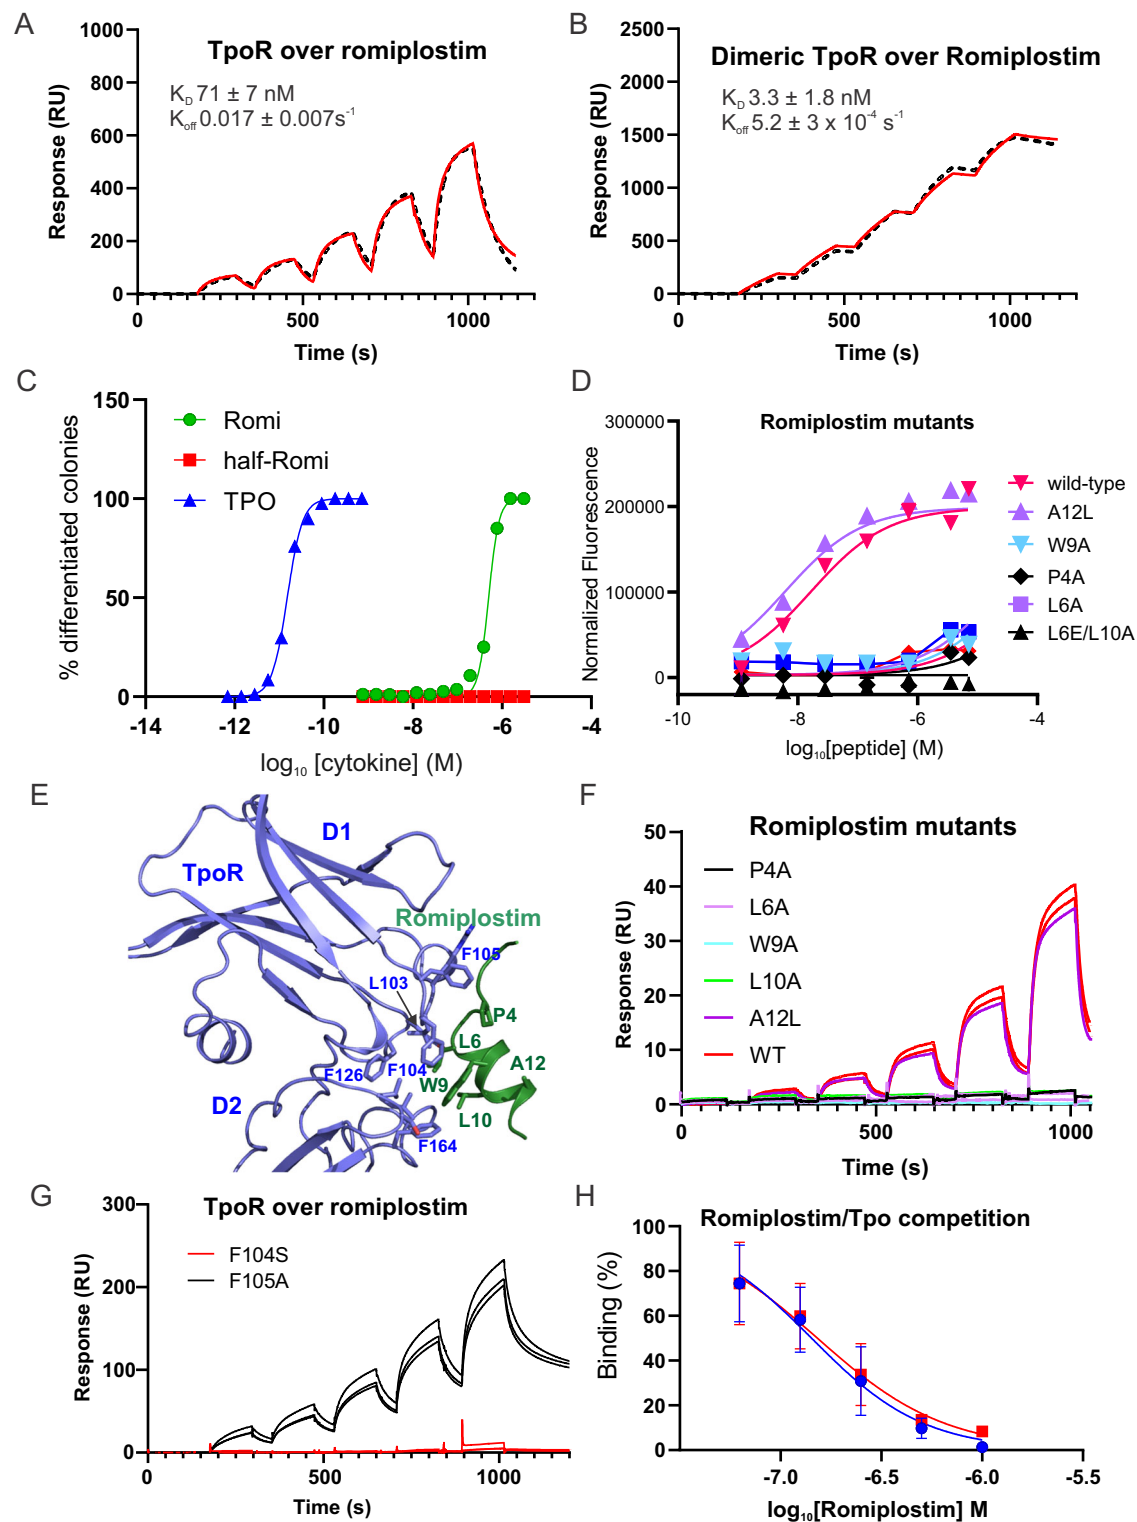 A
TpoR over romiplostim
K_D 71 ± 7 nM
K_off 0.017 ± 0.007s⁻¹
1000
800
600
400
200
0
Response (RU)
0 500 1000
Time (s)
B
Dimeric TpoR over Romiplostim
K_D 3.3 ± 1.8 nM
K_off 5.2 ± 3 x 10⁻⁴ s⁻¹
2500
2000
1500
1000
500
0
Response (RU)
0 500 1000
Time (s)
C
Romi
half-Romi
TPO
150
100
50
0
% differentiated colonies
-14 -12 -10 -8 -6 -4
log₁₀ [cytokine] (M)
D
Romiplostim mutants
300000
200000
100000
0
Normalized Fluorescence
-10 -8 -6 -4
log₁₀[peptide] (M)
wild-type
A12L
W9A
P4A
L6A
L6E/L10A
E
D1
TpoR
Romiplostim
F105
L103
P4
L6
A12
F126
F104
W9
D2
L10
F164
F
Romiplostim mutants
P4A
L6A
W9A
L10A
A12L
WT
50
40
30
20
10
0
Response (RU)
0 500 1000
Time (s)
G
TpoR over romiplostim
F104S
F105A
300
200
100
0
Response (RU)
0 500 1000
Time (s)
H
Romiplostim/Tpo competition
100
80
60
40
20
0
Binding (%)
-7.0 -6.5 -6.0 -5.5
log₁₀[Romiplostim] M